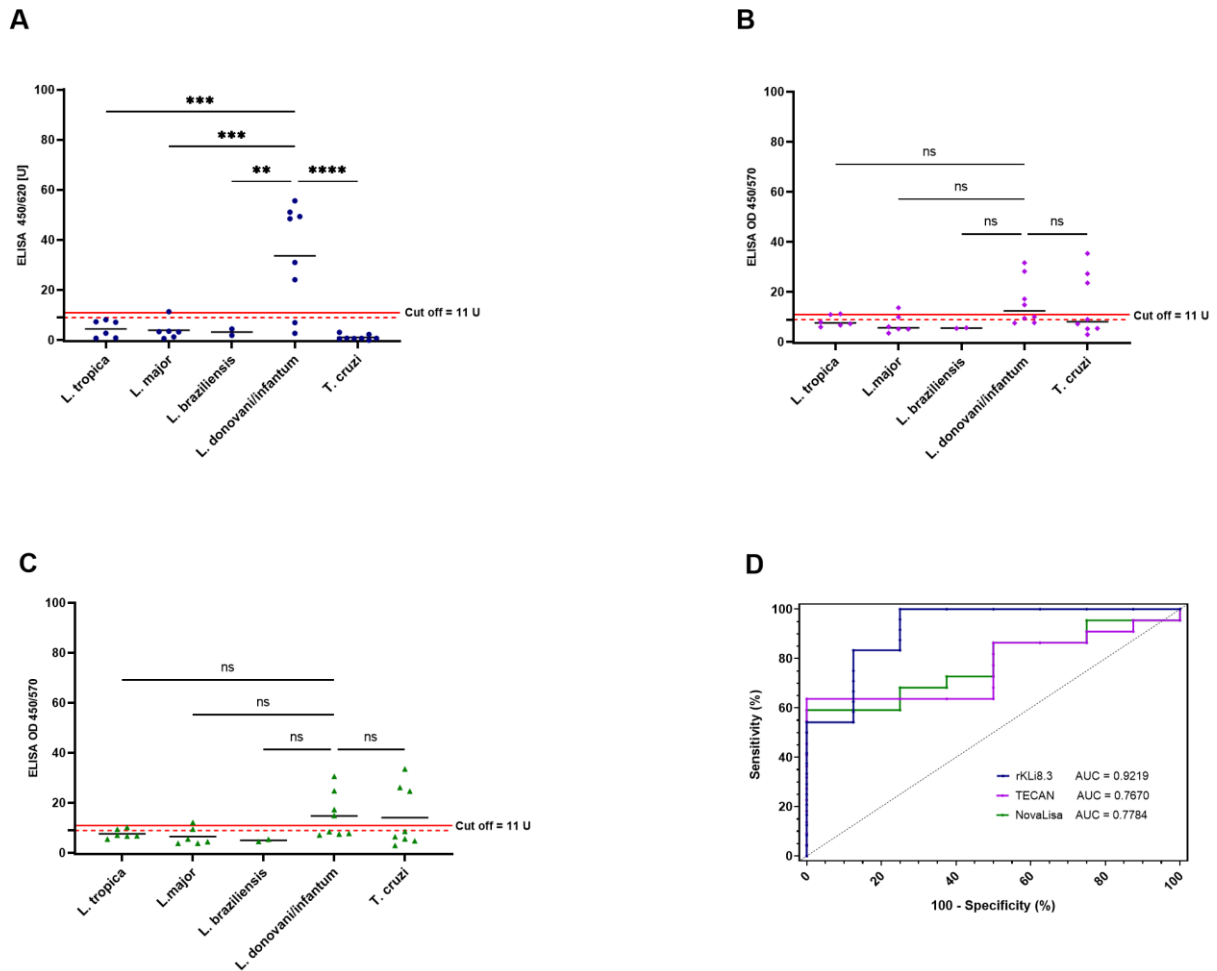 A
ELISA 450/620 [U]
100
80
60
40
20
0
***
***
**
****
Cut off = 11 U
L. tropica
L. major
L. braziliensis
L. donovani/infantum
T. cruzi
B
ELISA OD 450/570
100
80
60
40
20
0
ns
ns
ns
ns
Cut off = 11 U
L. tropica
L.major
L. braziliensis
L. donovani/infantum
T. cruzi
C
ELISA OD 450/570
100
80
60
40
20
0
ns
ns
ns
ns
Cut off = 11 U
L. tropica
L.major
L. braziliensis
L. donovani/infantum
T. cruzi
D
Sensitivity (%)
100
80
60
40
20
0
rKLi8.3 AUC = 0.9219
TECAN AUC = 0.7670
NovaLisa AUC = 0.7784
0 20 40 60 80 100
100 - Specificity (%)